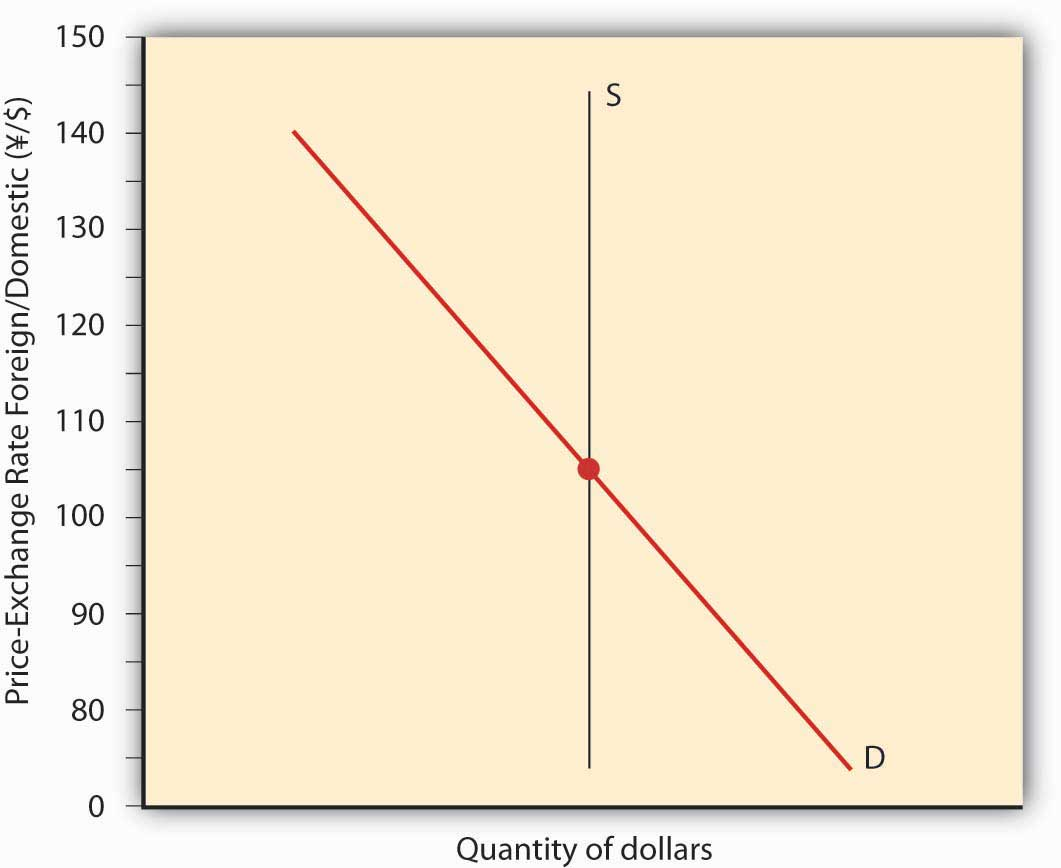 Price-Exchange Rate Foreign/Domestic (¥/$)
150
140
130
120
110
100
90
80
0
S
D
Quantity of dollars